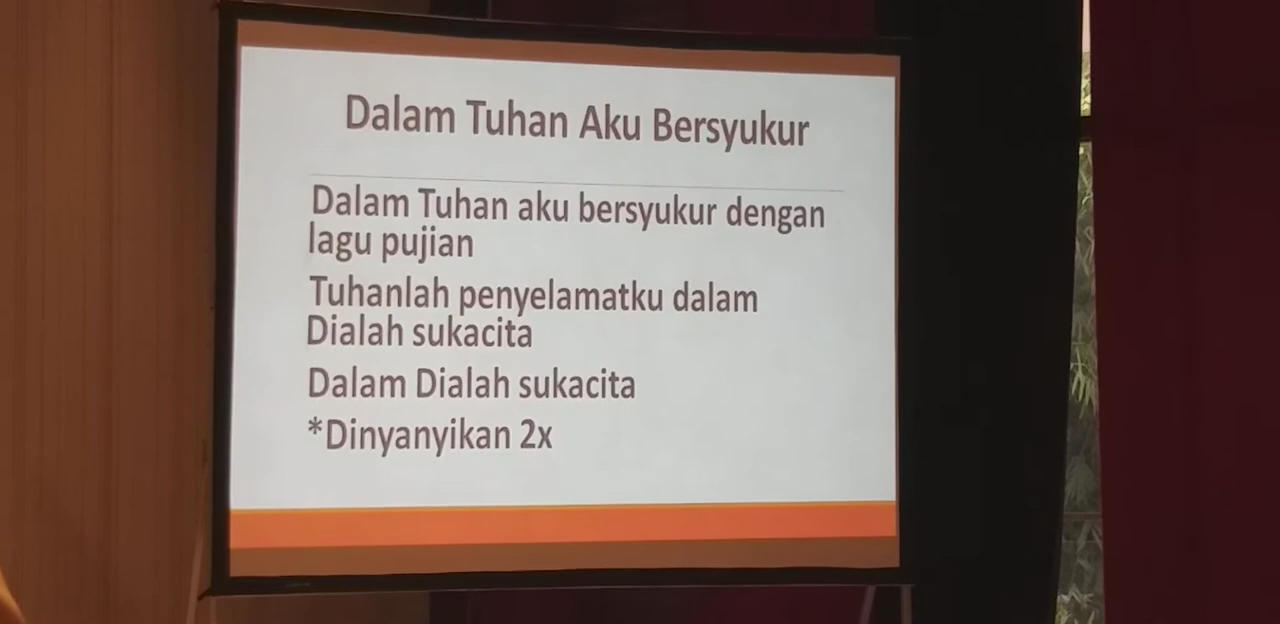 Dalam Tuhan Aku Bersyukur
Dalam Tuhan aku bersyukur dengan
lagu pujian
Tuhanlah penyelamatku dalam
Dialah sukacita
Dalam Dialah sukacita
*Dinyanyikan 2x